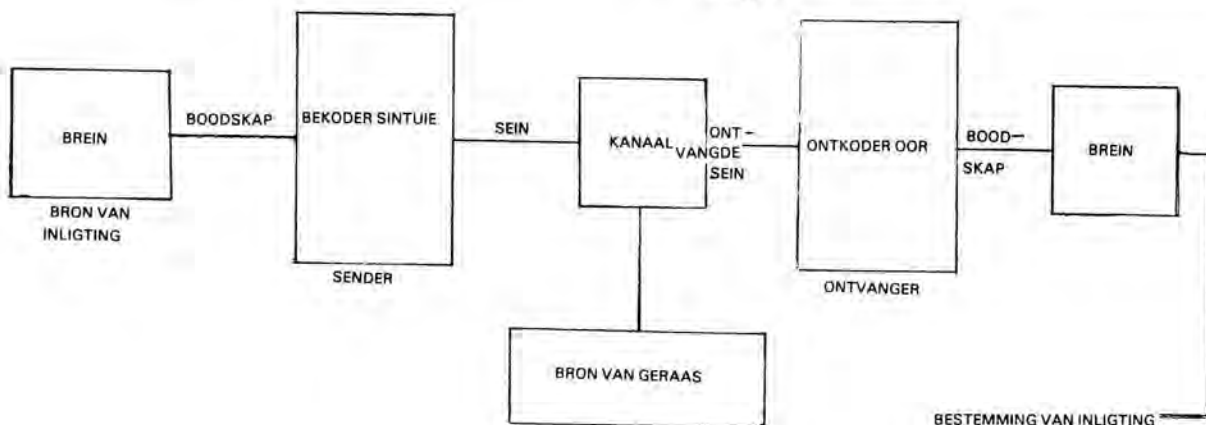 BREIN
BRON VAN
INLIGTING
BOODSKAP
BEKODER SINTUIE
SENDER
SEIN
KANAAL
BRON VAN GERAAS
ONT-
VANGDE
SEIN
ONTKODER OOR
ONTVANGER
BOOD-
SKAP
BREIN
BESTEMMING VAN INLIGTING